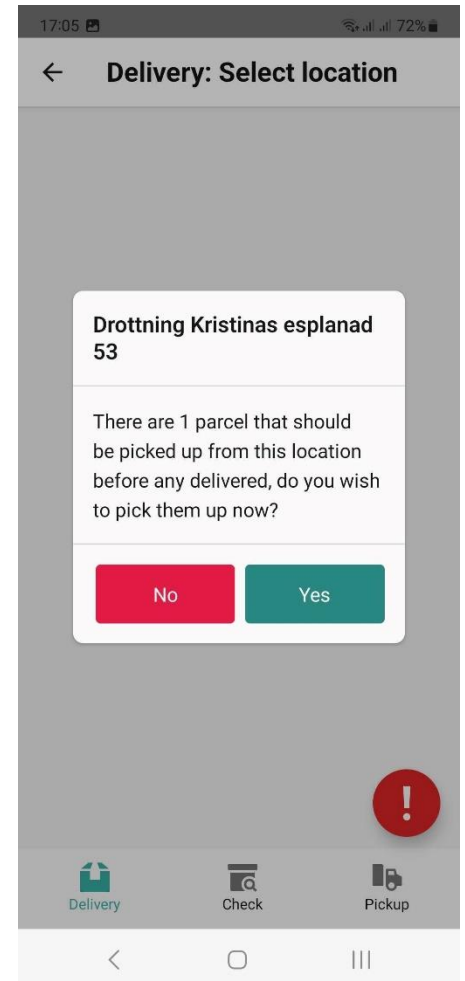 17:05 72%
Delivery: Select location
Drottning Kristinas esplanad
53
There are 1 parcel that should
be picked up from this location
before any delivered, do you wish
to pick them up now?
No Yes
!
Delivery Check Pickup